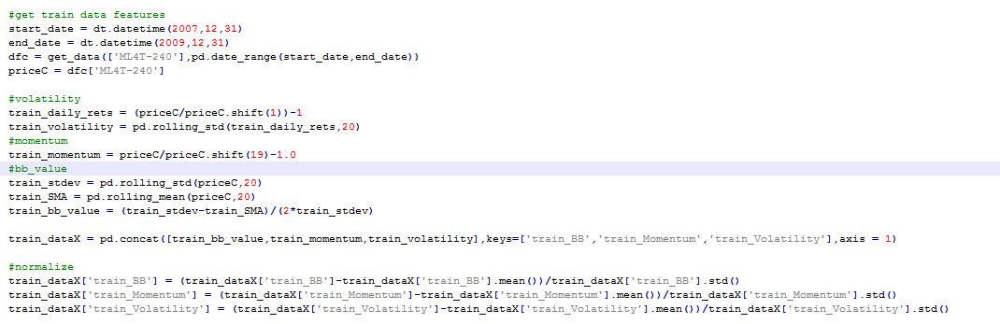 #get train data features
start_date = dt.datetime(2007,12,31)
end_date = dt.datetime(2009,12,31)
dfc = get_data(['ML4T-240'],pd.date_range(start_date,end_date))
priceC = dfc['ML4T-240']
#volatility
train_daily_rets = (priceC/priceC.shift(1))-1
train_volatility = pd.rolling_std(train_daily_rets,20)
#momentum
train_momentum = priceC/priceC.shift(19)-1.0
#bb_value
train_stdev = pd.rolling_std(priceC,20)
train_SMA = pd.rolling_mean(priceC,20)
train_bb_value = (train_stdev-train_SMA)/(2*train_stdev)
train_dataX = pd.concat([train_bb_value,train_momentum,train_volatility],keys=['train_BB','train_Momentum','train_Volatility'],axis = 1)
#normalize
train_dataX['train_BB'] = (train_dataX['train_BB']-train_dataX['train_BB'].mean())/train_dataX['train_BB'].std()
train_dataX['train_Momentum'] = (train_dataX['train_Momentum']-train_dataX['train_Momentum'].mean())/train_dataX['train_Momentum'].std()
train_dataX['train_Volatility'] = (train_dataX['train_Volatility']-train_dataX['train_Volatility'].mean())/train_dataX['train_Volatility'].std()